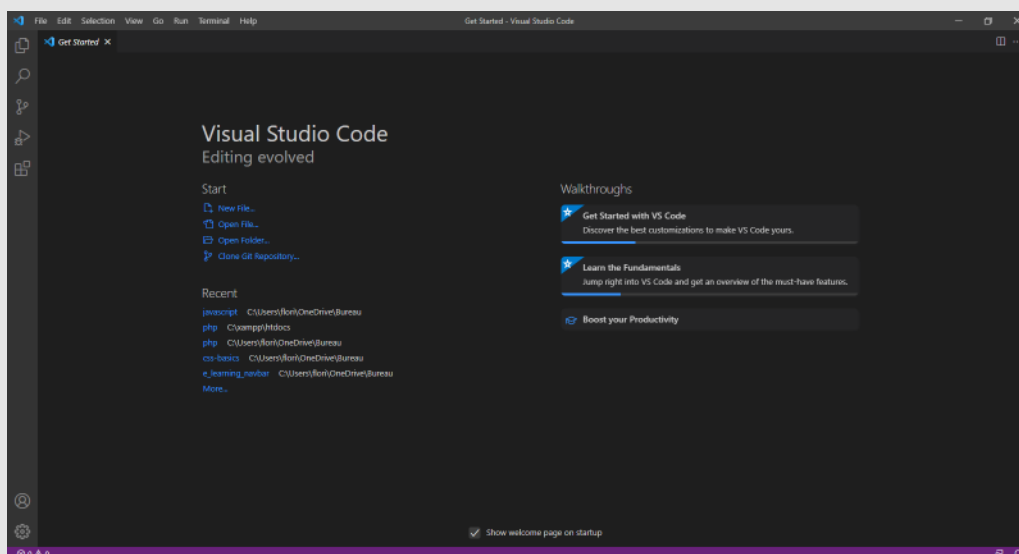 File Edit Selection View Go Run Terminal Help
Get Started - Visual Studio Code
Get Started
Visual Studio Code
Editing evolved
Start
New File...
Open File...
Open Folder...
Clone Git Repository...
Recent
javascript C:\Users\flori\OneDrive\Bureau
php C:\xampp\htdocs
php C:\Users\flori\OneDrive\Bureau
css-basics C:\Users\flori\OneDrive\Bureau
e_learning_navbar C:\Users\flori\OneDrive\Bureau
More...
Walkthroughs
Get Started with VS Code
Discover the best customizations to make VS Code yours.
Learn the Fundamentals
Jump right into VS Code and get an overview of the must-have features.
Boost your Productivity
Show welcome page on startup